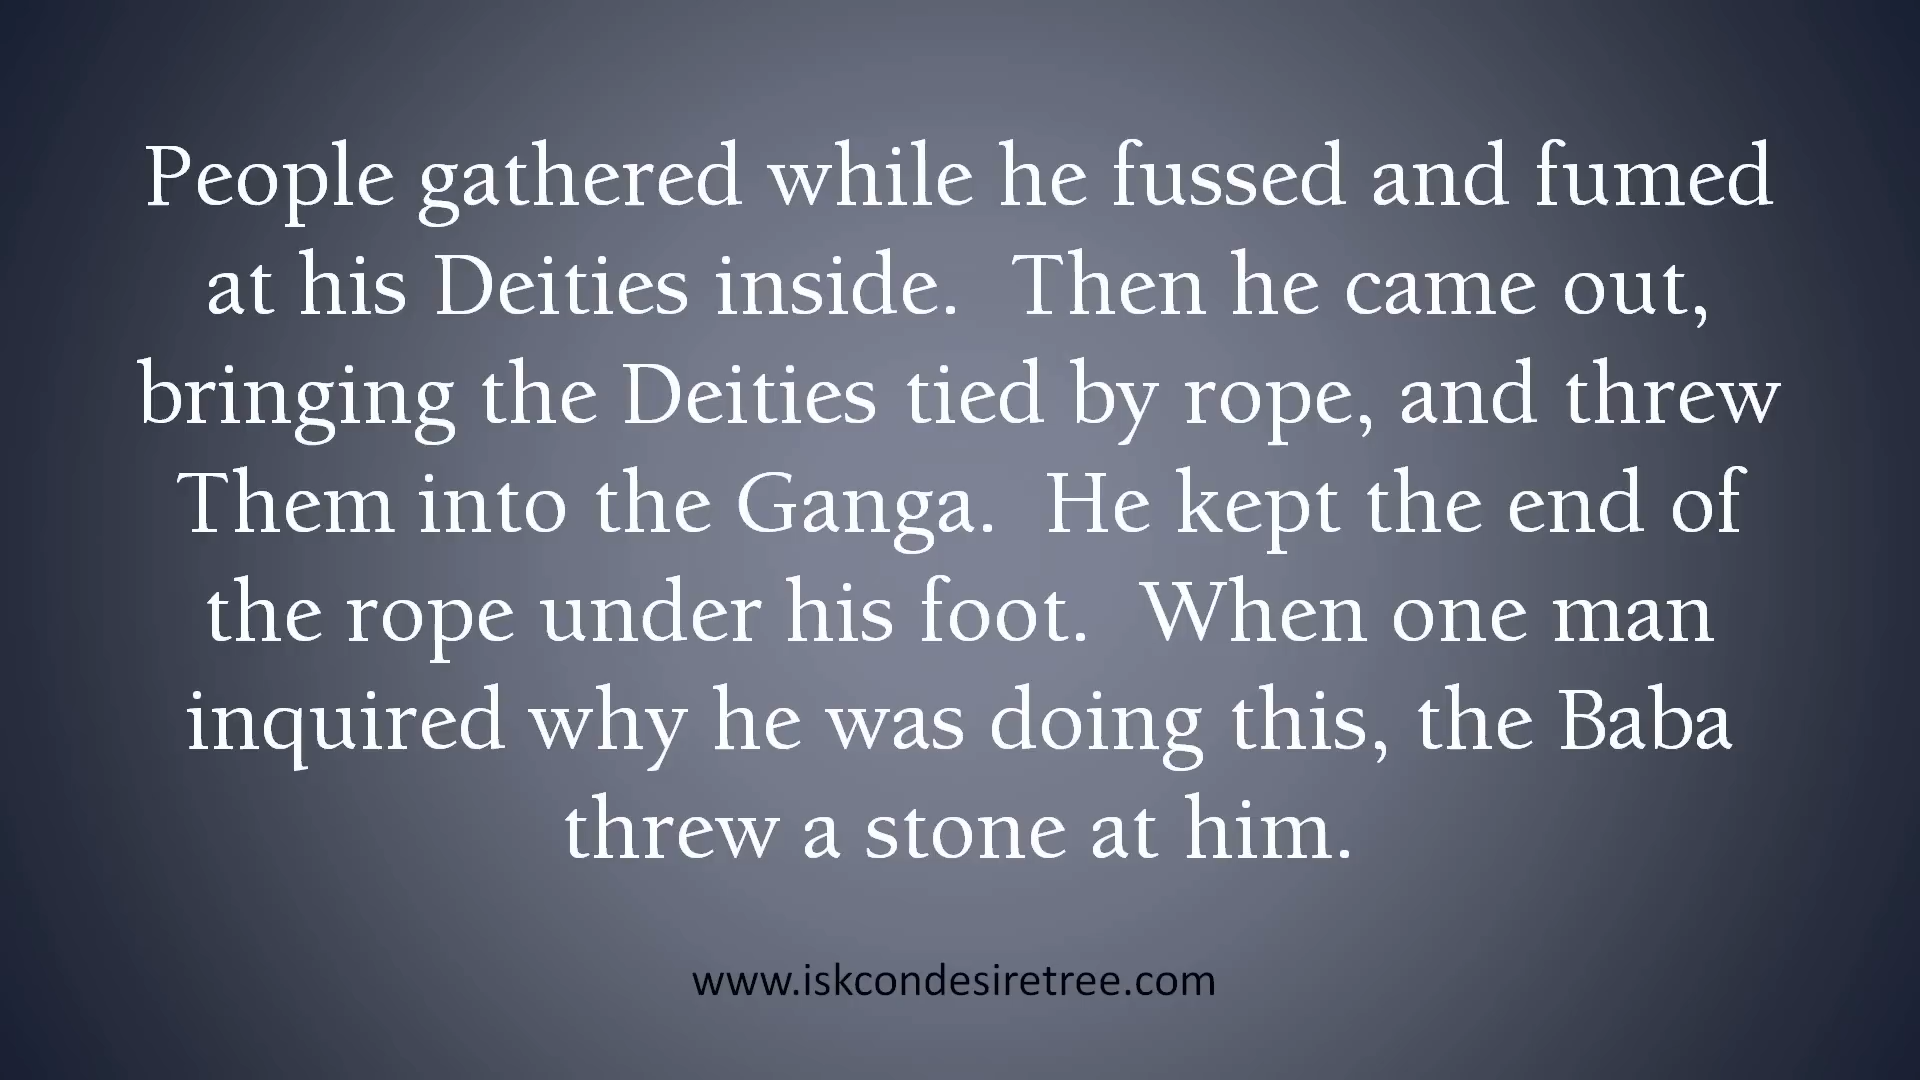 People gathered while he fussed and fumed
at his Deities inside.  Then he came out,
bringing the Deities tied by rope, and threw
Them into the Ganga.  He kept the end of
the rope under his foot.  When one man
inquired why he was doing this, the Baba
threw a stone at him.
www.iskcondesiretree.com